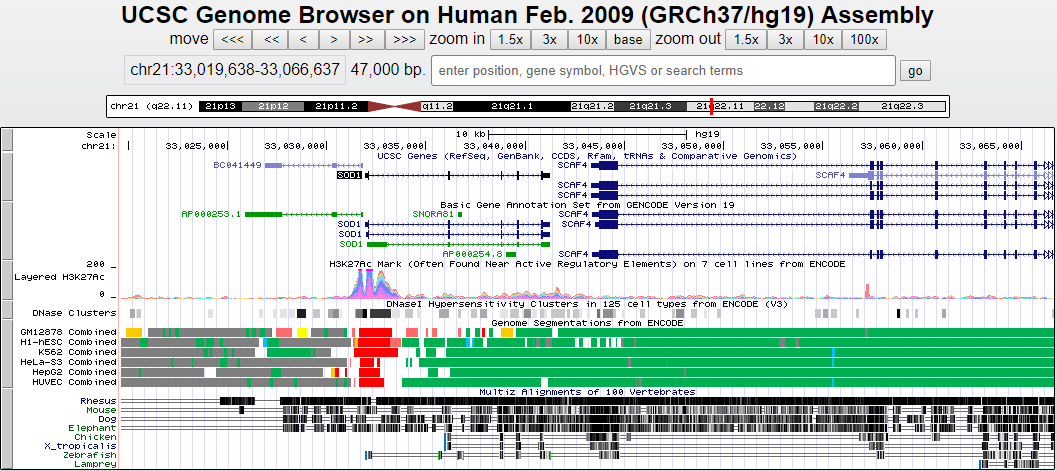 UCSC Genome Browser on Human Feb. 2009 (GRCh37/hg19) Assembly
move <<< << < > >> >>> zoom in 1.5x 3x 10x base zoom out 1.5x 3x 10x 100x
chr21:33,019,638-33,066,637 47,000 bp. enter position, gene symbol, HGVS or search terms go
chr21 (q22.11) 21p13 21p12 21p11.2 q11.2 21q21.1 21q21.2 21q21.3 21q22.11 22.12 21q22.2 21q22.3
Scale 10 kb hg19
chr21: 33,025,000 33,030,000 33,035,000 33,040,000 33,045,000 33,050,000 33,055,000 33,060,000 33,065,000
UCSC Genes (RefSeq, GenBank, CCDS, Rfam, tRNAs & Comparative Genomics)
BC041449 SCAF4
SOD1 SCAF4
SCAF4
SCAF4
Basic Gene Annotation Set from GENCODE Version 19
AP000253.1 SNORA81 SCAF4
SOD1 SCAF4
SOD1
SOD1
AP000254.8 SCAF4
H3K27Ac Mark (Often Found Near Active Regulatory Elements) on 7 cell lines from ENCODE
200 _
Layered H3K27Ac
0 _
DNaseI Hypersensitivity Clusters in 125 cell types from ENCODE (V3)
DNase Clusters
Genome Segmentations from ENCODE
GM12878 Combined
H1-hESC Combined
K562 Combined
HeLa-S3 Combined
HepG2 Combined
HUVEC Combined
Multiz Alignments of 100 Vertebrates
Rhesus
Mouse
Dog
Elephant
Chicken
X_tropicalis
Zebrafish
Lamprey